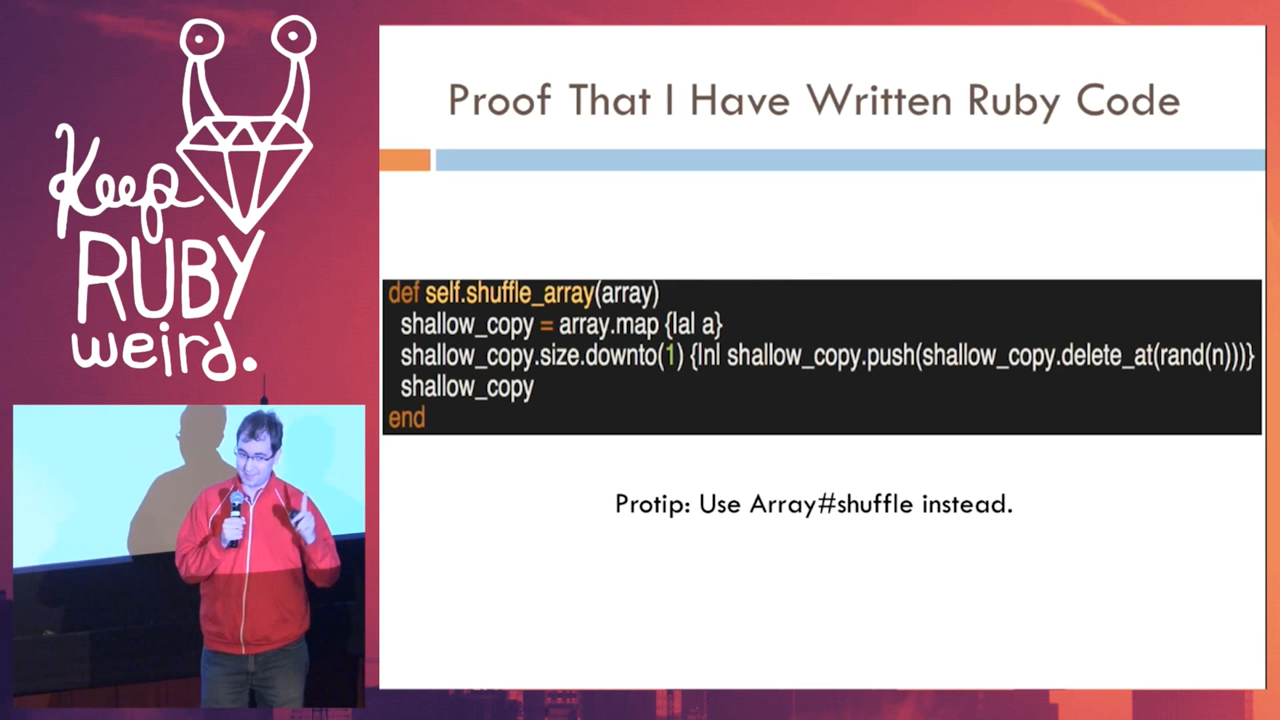 Keep
RUBY
weird.
Proof That I Have Written Ruby Code
def self.shuffle_array(array)
shallow_copy = array.map {|a| a}
shallow_copy.size.downto(1) {|n| shallow_copy.push(shallow_copy.delete_at(rand(n)))}
shallow_copy
end
Protip: Use Array#shuffle instead.